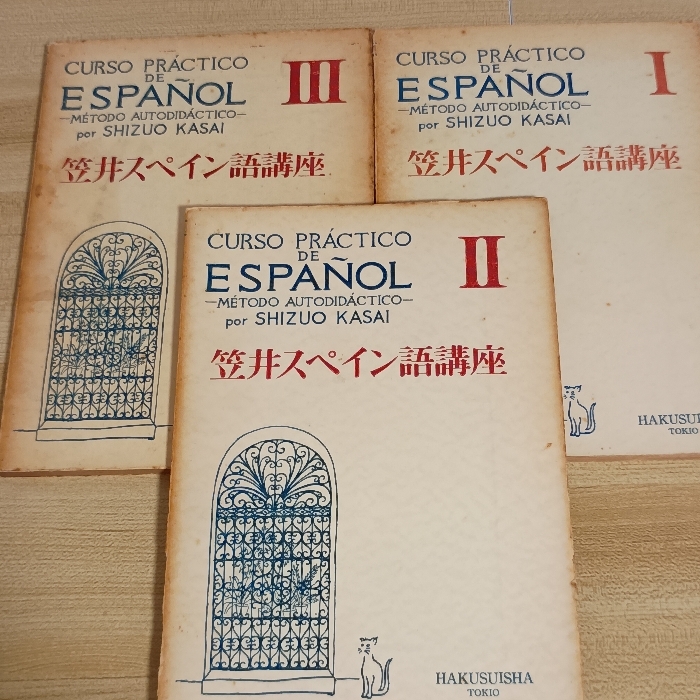 CURSO PRÁCTICO
DE
ESPAÑOL
—MÉTODO AUTODIDÁCTICO—
por SHIZUO KASAI
III
笠井スペイン語講座
CURSO PRÁCTICO
DE
ESPAÑOL
—MÉTODO AUTODIDÁCTICO—
por SHIZUO KASAI
I
笠井スペイン語講座
TOKIO
CURSO PRÁCTICO
DE
ESPAÑOL
—MÉTODO AUTODIDÁCTICO—
por SHIZUO KASAI
II
笠井スペイン語講座
HAKUSUISHA
TOKIO